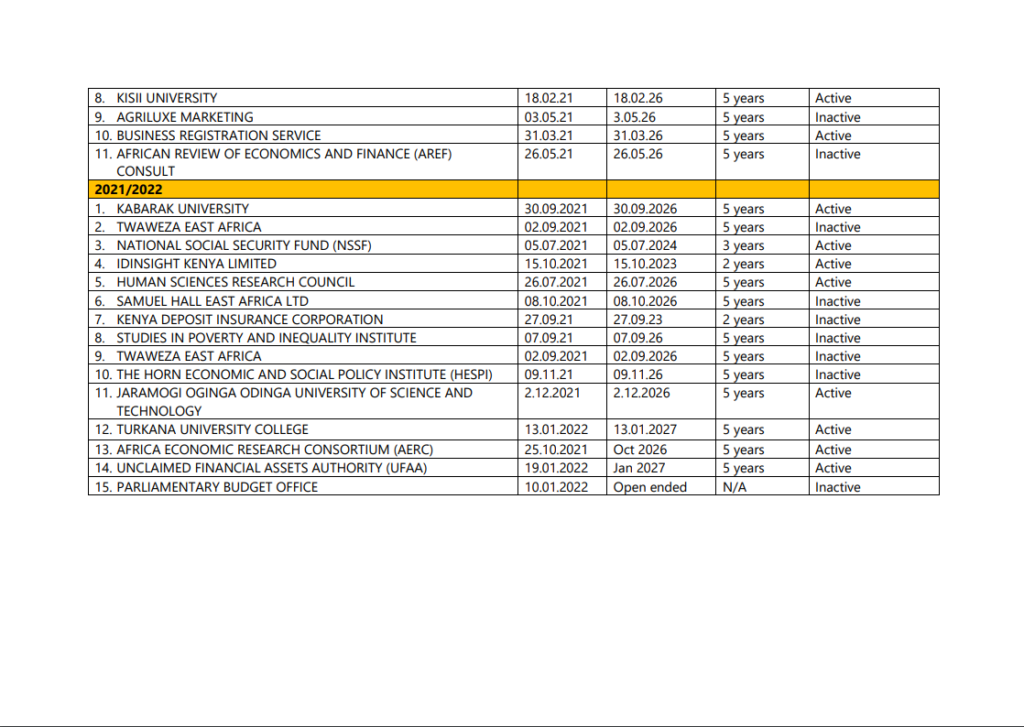 8. KISII UNIVERSITY 18.02.21 18.02.26 5 years Active
9. AGRILUXE MARKETING 03.05.21 3.05.26 5 years Inactive
10. BUSINESS REGISTRATION SERVICE 31.03.21 31.03.26 5 years Active
11. AFRICAN REVIEW OF ECONOMICS AND FINANCE (AREF) 26.05.21 26.05.26 5 years Inactive
CONSULT
2021/2022
1. KABARAK UNIVERSITY 30.09.2021 30.09.2026 5 years Active
2. TWAWEZA EAST AFRICA 02.09.2021 02.09.2026 5 years Inactive
3. NATIONAL SOCIAL SECURITY FUND (NSSF) 05.07.2021 05.07.2024 3 years Active
4. IDINSIGHT KENYA LIMITED 15.10.2021 15.10.2023 2 years Active
5. HUMAN SCIENCES RESEARCH COUNCIL 26.07.2021 26.07.2026 5 years Active
6. SAMUEL HALL EAST AFRICA LTD 08.10.2021 08.10.2026 5 years Inactive
7. KENYA DEPOSIT INSURANCE CORPORATION 27.09.21 27.09.23 2 years Inactive
8. STUDIES IN POVERTY AND INEQUALITY INSTITUTE 07.09.21 07.09.26 5 years Inactive
9. TWAWEZA EAST AFRICA 02.09.2021 02.09.2026 5 years Inactive
10. THE HORN ECONOMIC AND SOCIAL POLICY INSTITUTE (HESPI) 09.11.21 09.11.26 5 years Inactive
11. JARAMOGI OGINGA ODINGA UNIVERSITY OF SCIENCE AND 2.12.2021 2.12.2026 5 years Active
TECHNOLOGY
12. TURKANA UNIVERSITY COLLEGE 13.01.2022 13.01.2027 5 years Active
13. AFRICA ECONOMIC RESEARCH CONSORTIUM (AERC) 25.10.2021 Oct 2026 5 years Active
14. UNCLAIMED FINANCIAL ASSETS AUTHORITY (UFAA) 19.01.2022 Jan 2027 5 years Active
15. PARLIAMENTARY BUDGET OFFICE 10.01.2022 Open ended N/A Inactive